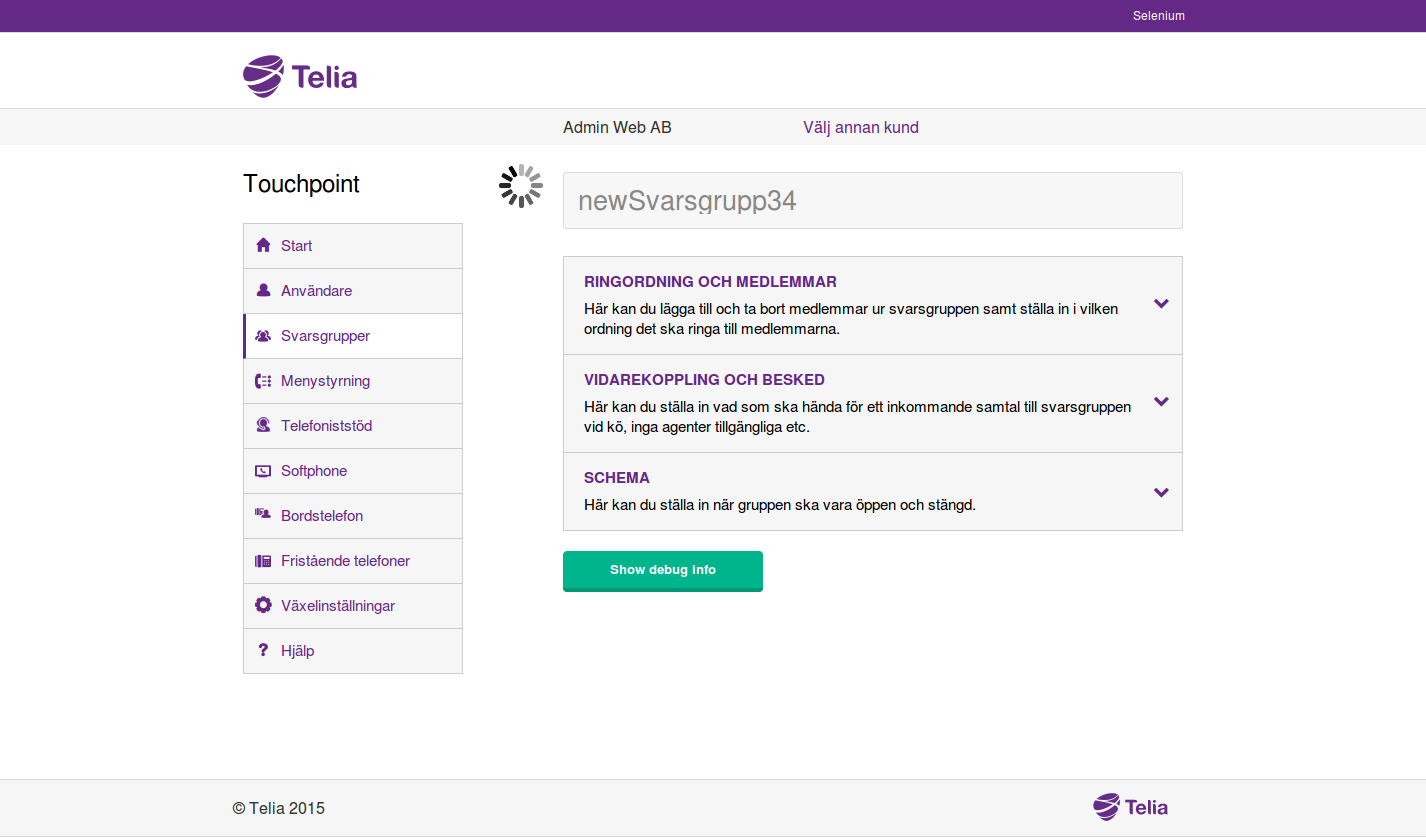 Selenium
Telia
Admin Web AB
Välj annan kund
Touchpoint
Start
Användare
Svarsgrupper
Menystyrning
Telefoniststöd
Softphone
Bordstelefon
Fristående telefoner
Växelinställningar
Hjälp
newSvarsgrupp34
RINGORDNING OCH MEDLEMMAR
Här kan du lägga till och ta bort medlemmar ur svarsgruppen samt ställa in i vilken
ordning det ska ringa till medlemmarna.
VIDAREKOPPLING OCH BESKED
Här kan du ställa in vad som ska hända för ett inkommande samtal till svarsgruppen
vid kö, inga agenter tillgängliga etc.
SCHEMA
Här kan du ställa in när gruppen ska vara öppen och stängd.
Show debug info
© Telia 2015
Telia